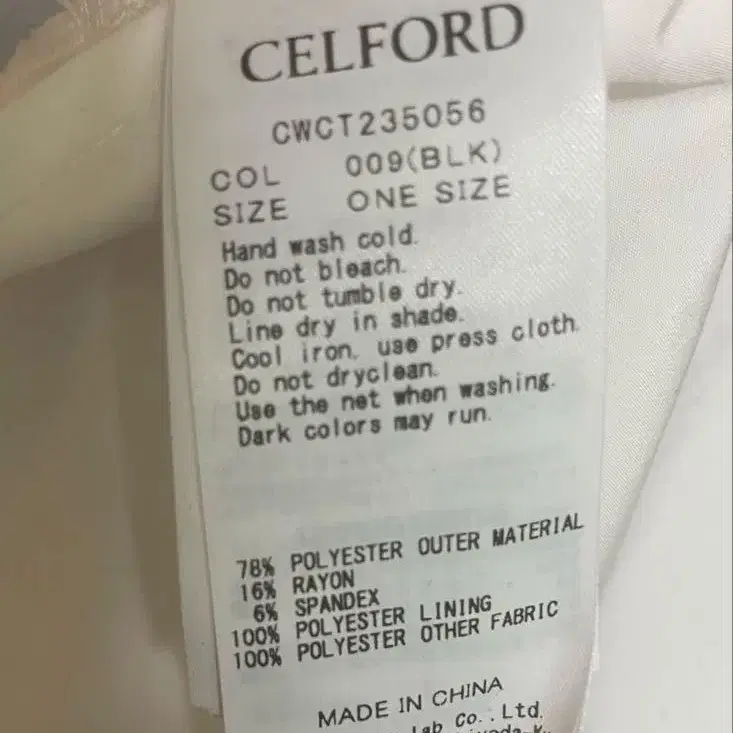 CELFORD
CWCT235056
COL 009(BLK)
SIZE ONE SIZE
Hand wash cold.
Do not bleach.
Do not tumble dry.
Line dry in shade.
Cool iron, use press cloth.
Do not dryclean.
Use the net when washing.
Dark colors may run.
78% POLYESTER OUTER MATERIAL
16% RAYON
6% SPANDEX
100% POLYESTER LINING
100% POLYESTER OTHER FABRIC
MADE IN CHINA
Lab Co.,Ltd.